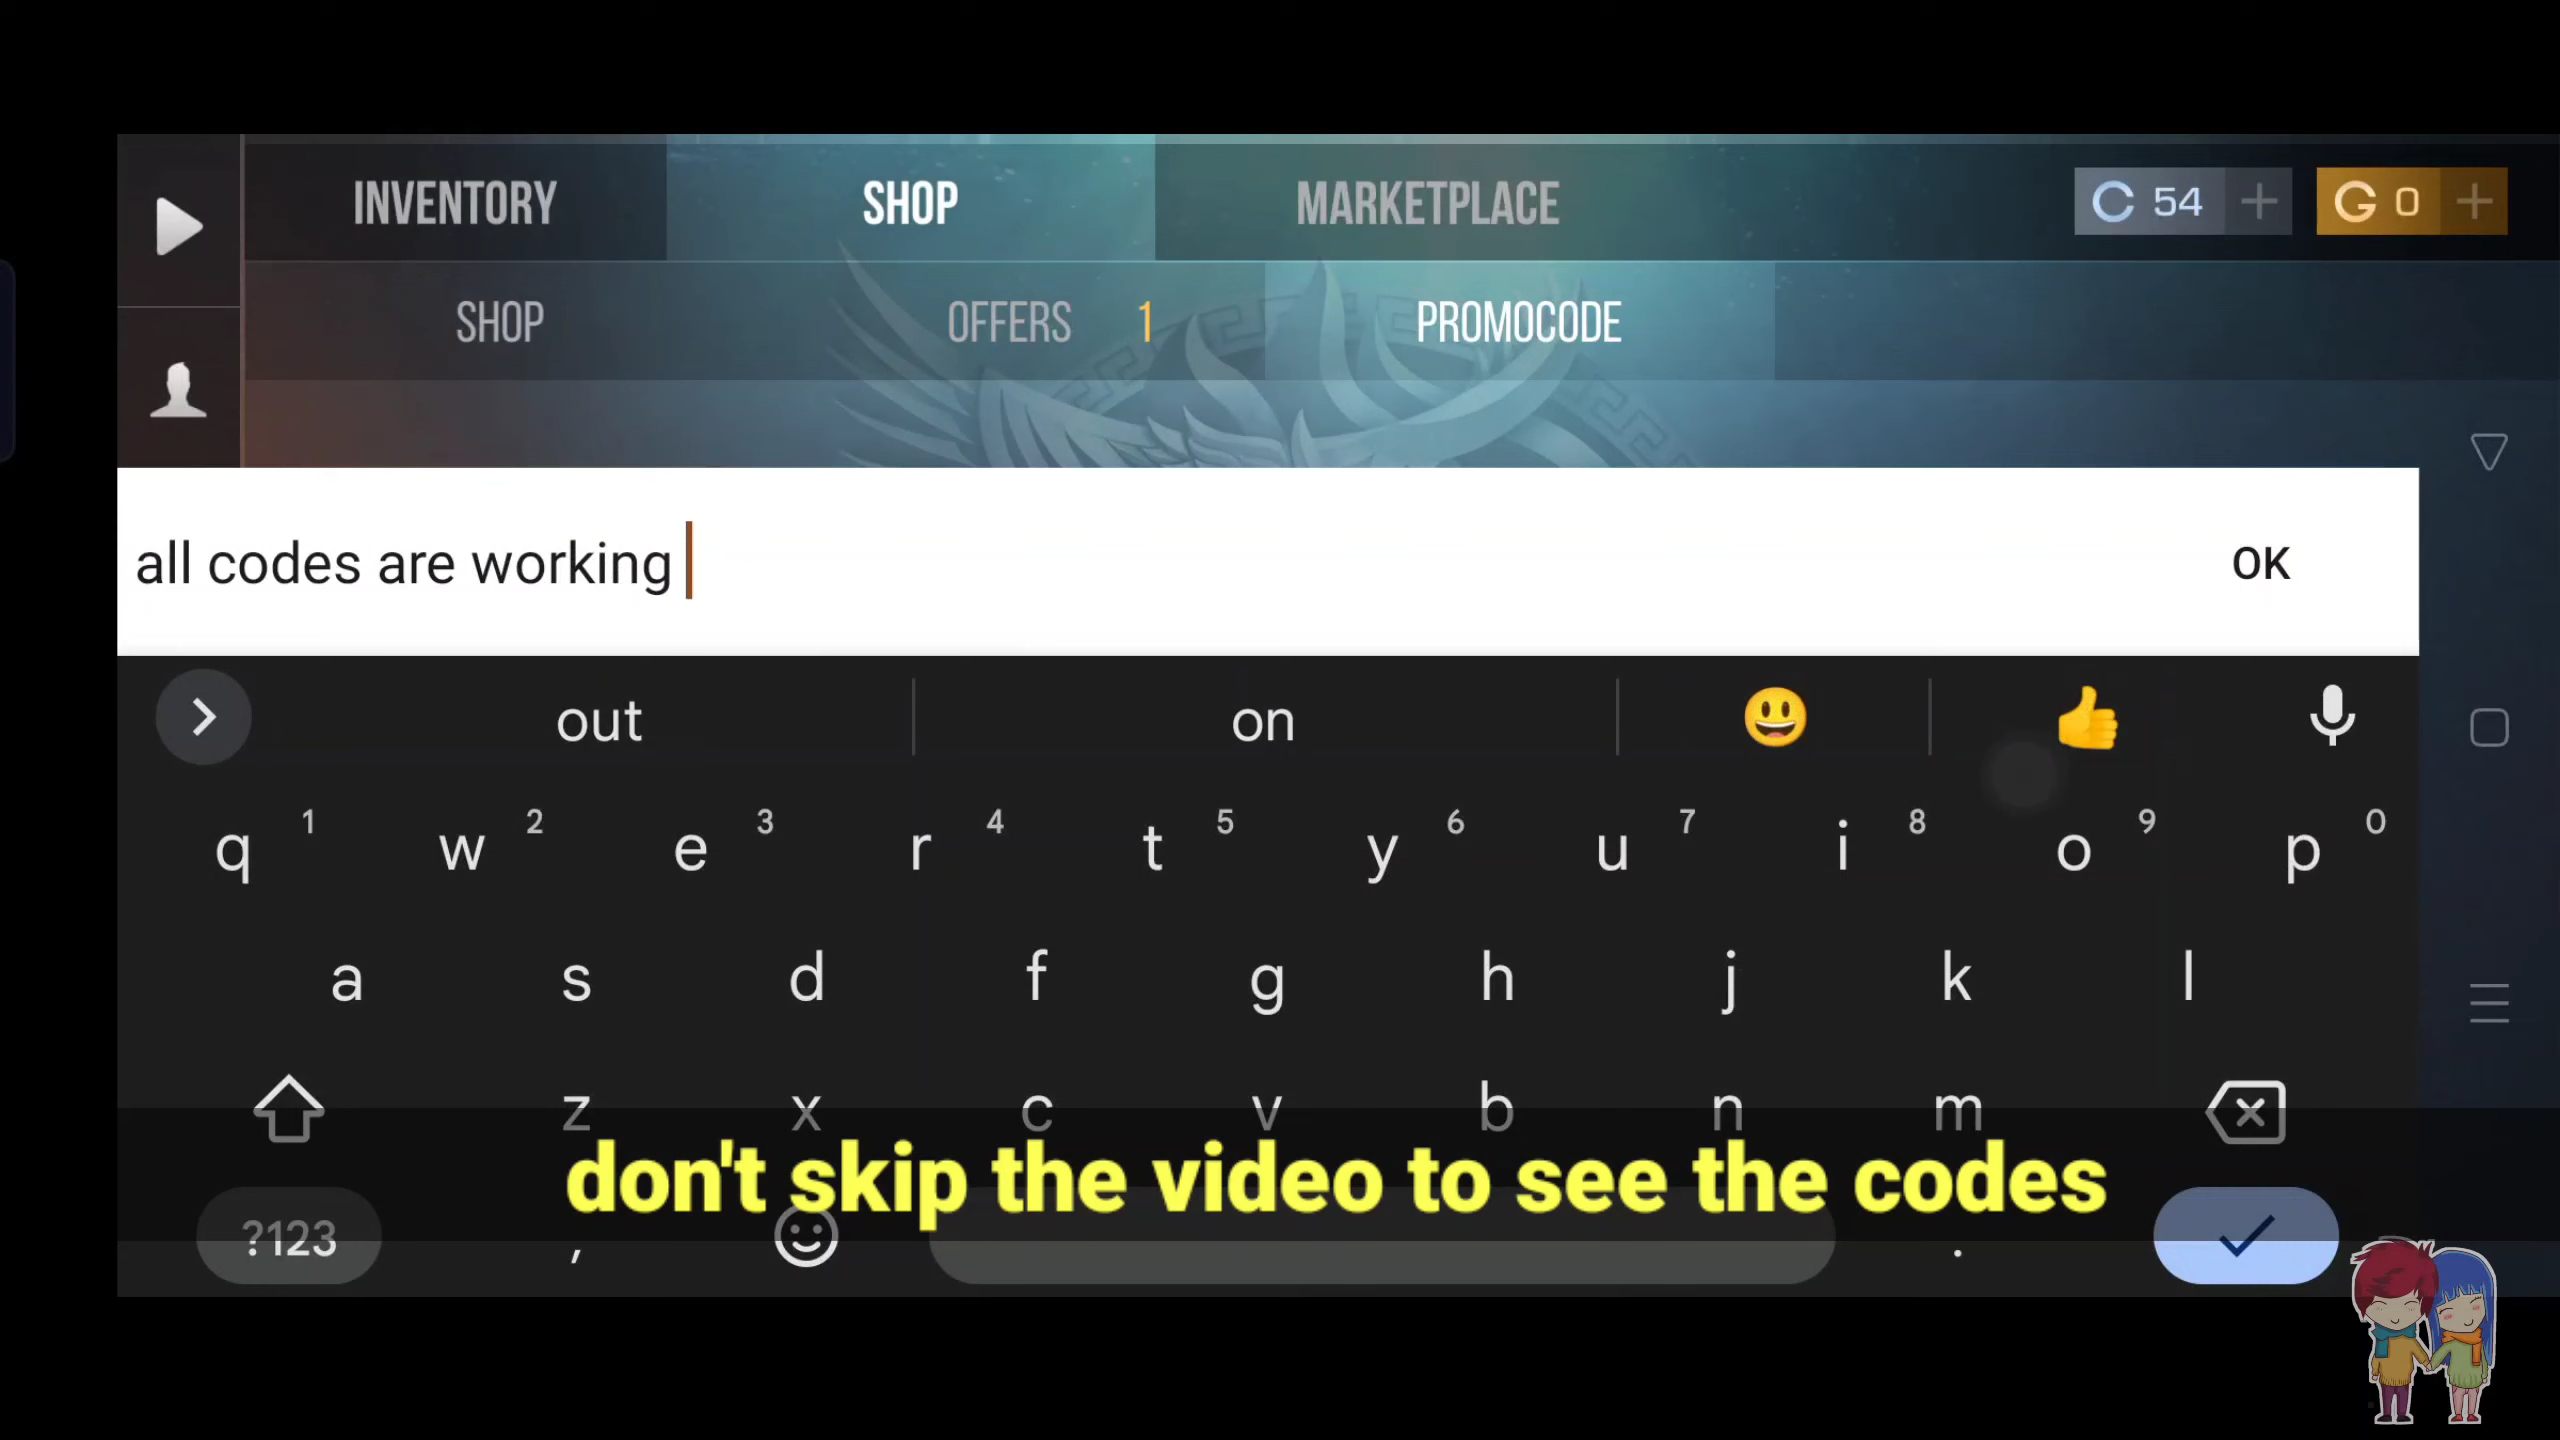 INVENTORY SHOP MARKETPLACE C 54 + G 0 +
SHOP OFFERS 1 PROMOCODE
all codes are working OK
out on
q 1 w 2 e 3 r 4 t 5 y 6 u 7 i 8 o 9 p 0
a s d f g h j k l
z x c v b n m
don't skip the video to see the codes
?123 , .